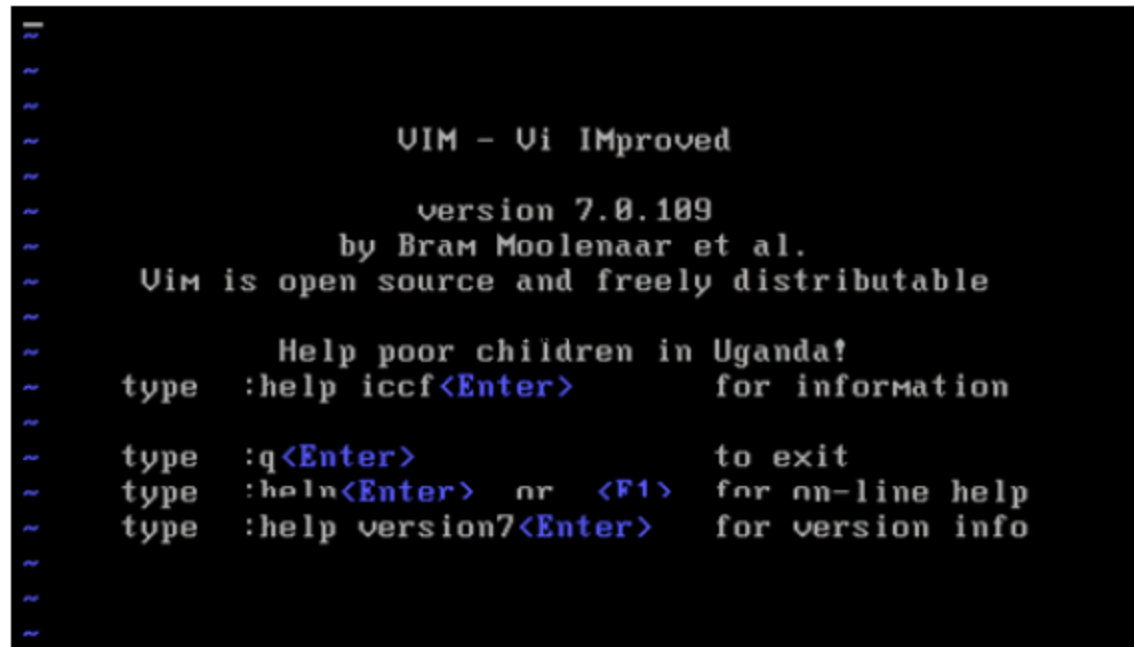 ~
~
~
~ VIM - Vi IMproved
~
~ version 7.0.109
~ by Bram Moolenaar et al.
~ Vim is open source and freely distributable
~
~ Help poor children in Uganda!
~ type :help iccf<Enter> for information
~
~ type :q<Enter> to exit
~ type :help<Enter> or <F1> for on-line help
~ type :help version7<Enter> for version info
~
~
~